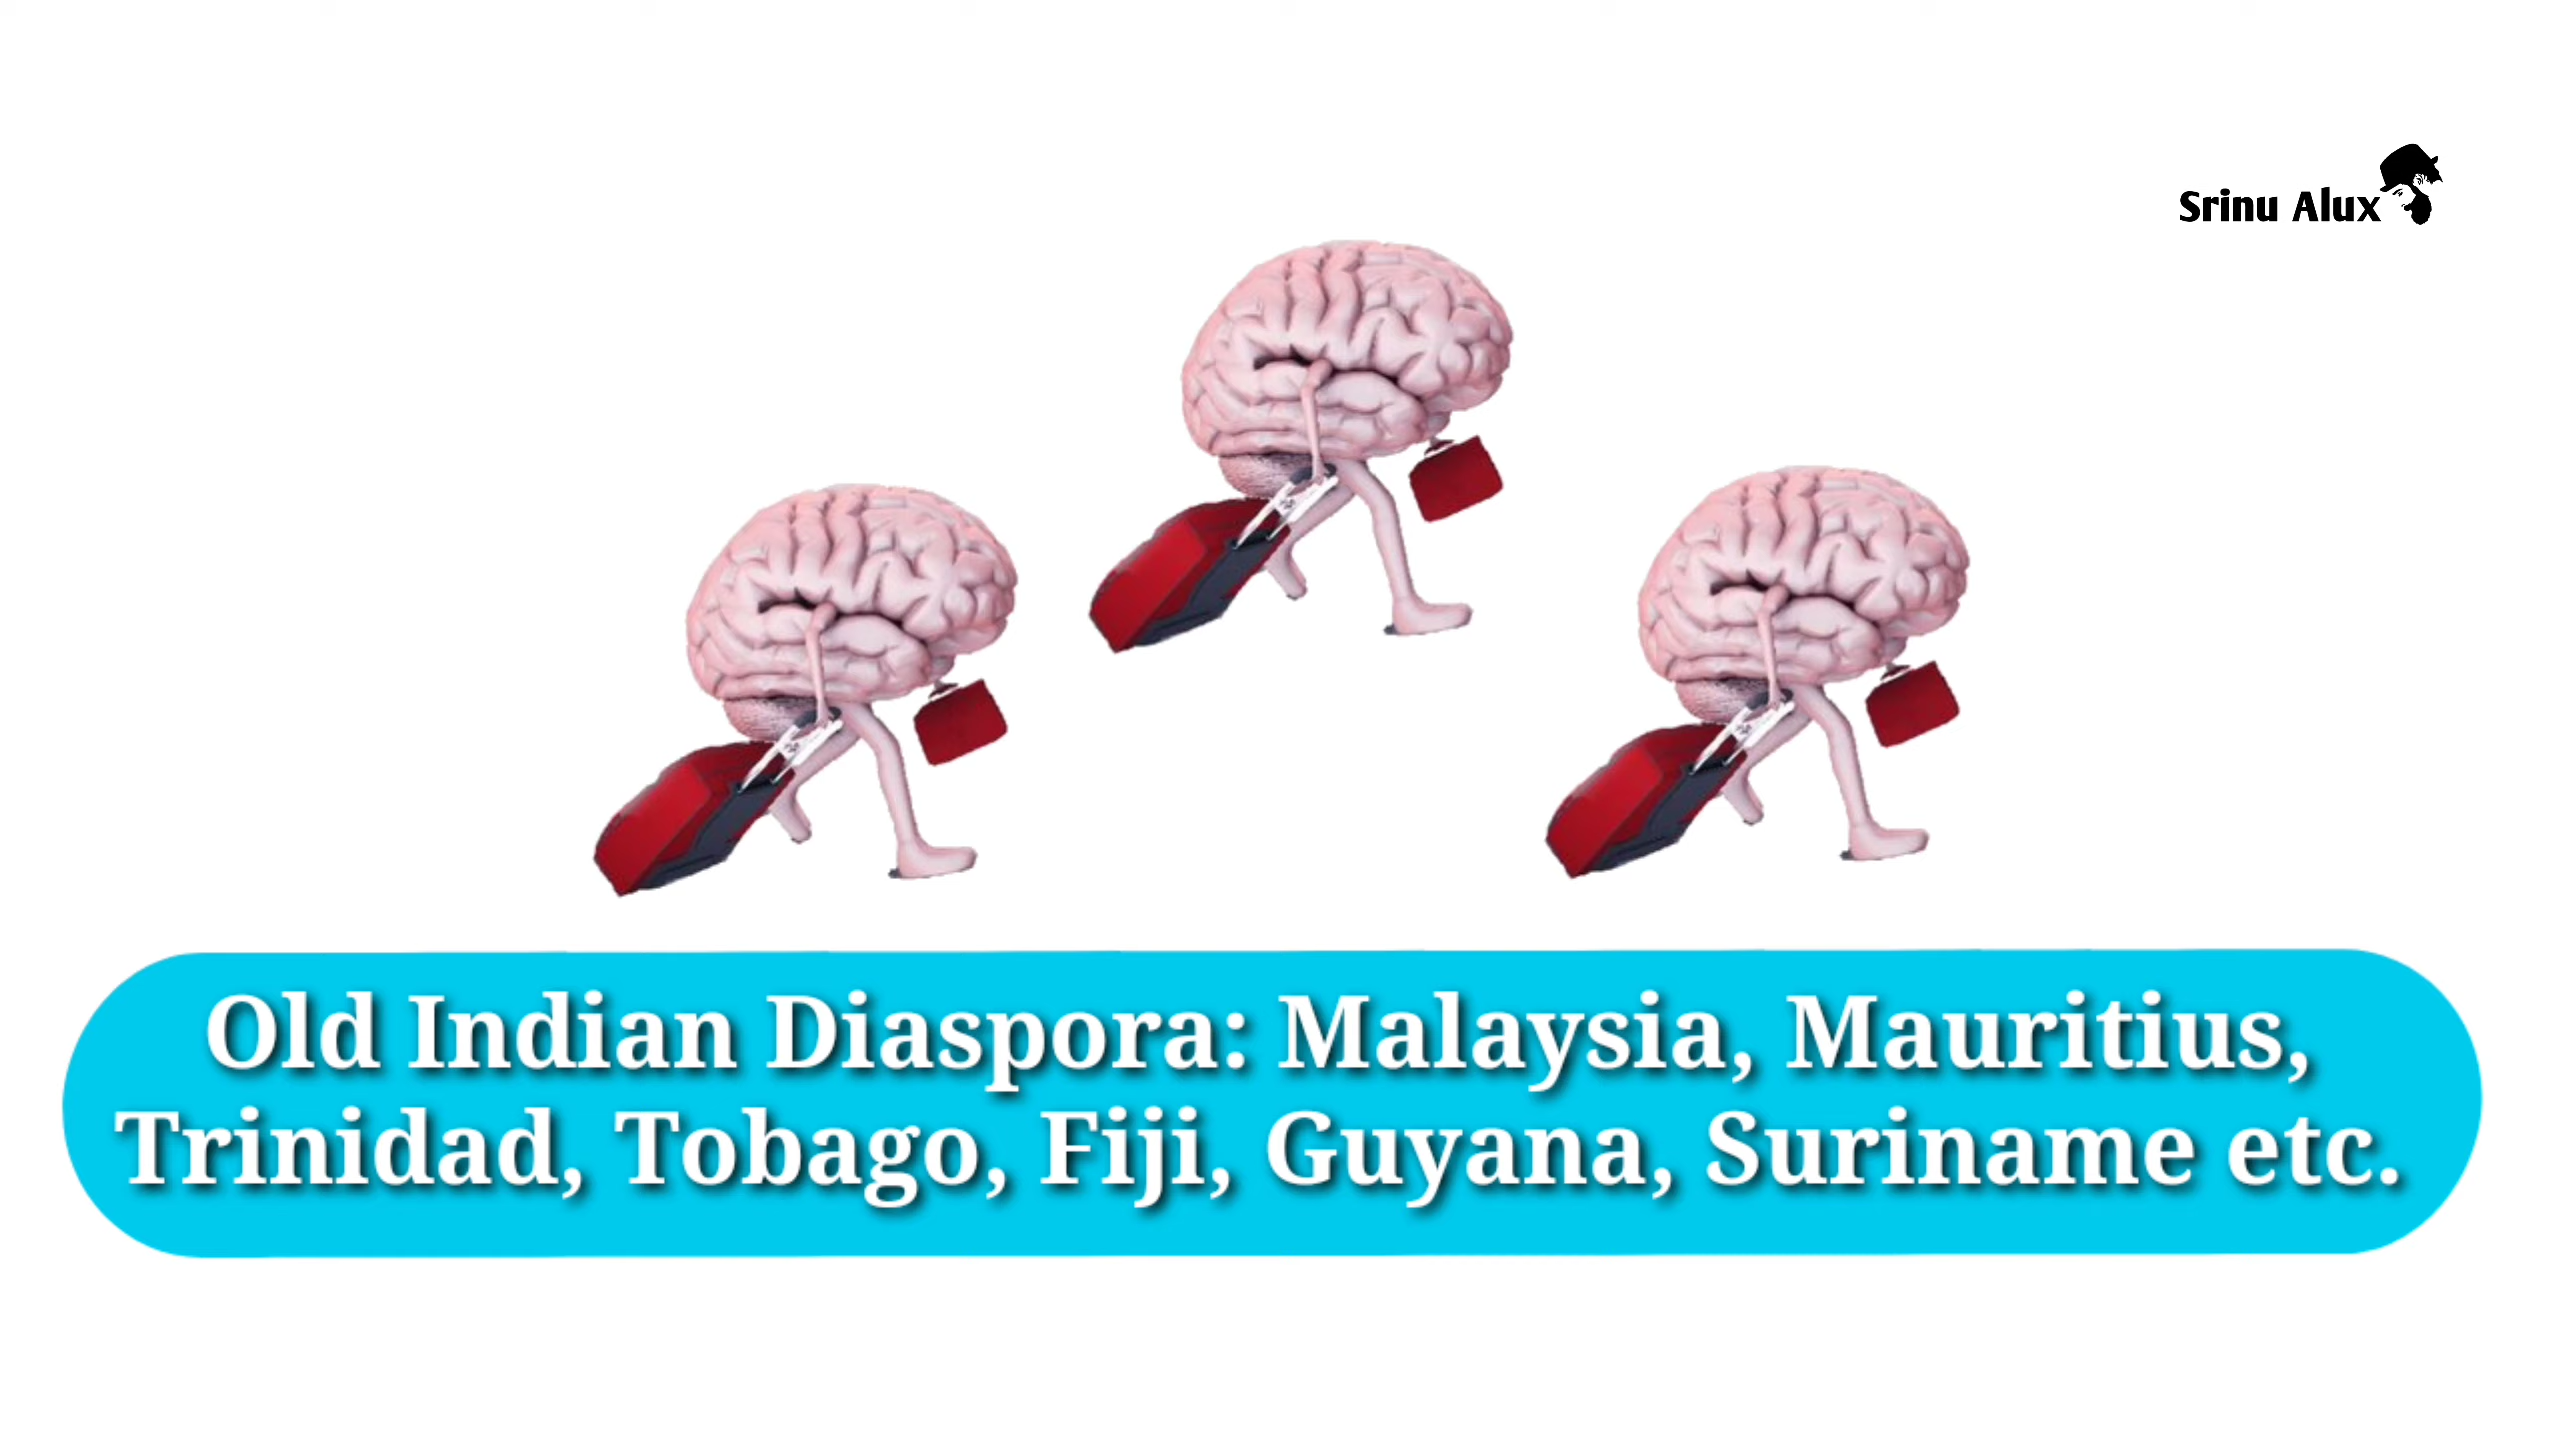 Srinu Alux
Old Indian Diaspora: Malaysia, Mauritius,
Trinidad, Tobago, Fiji, Guyana, Suriname etc.